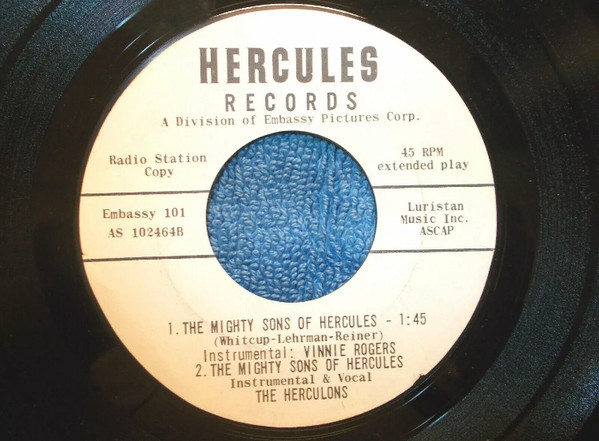 HERCULES
RECORDS
A Division of Embassy Pictures Corp.
Radio Station
Copy
45 RPM
extended play
Embassy 101
AS 102464B
Luristan
Music Inc.
ASCAP
1. THE MIGHTY SONS OF HERCULES - 1:45
(Whitcup-Lehrman-Reiner)
Instrumental: VINNIE ROGERS
2. THE MIGHTY SONS OF HERCULES
Instrumental & Vocal
THE HERCULONS